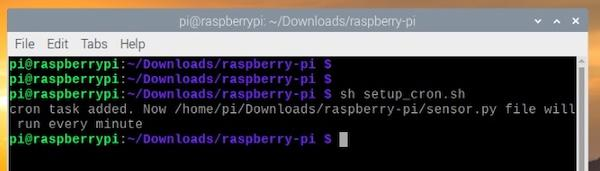 pi@raspberrypi: ~/Downloads/raspberry-pi
File Edit Tabs Help
pi@raspberrypi:~/Downloads/raspberry-pi $
pi@raspberrypi:~/Downloads/raspberry-pi $
pi@raspberrypi:~/Downloads/raspberry-pi $ sh setup_cron.sh
cron task added. Now /home/pi/Downloads/raspberry-pi/sensor.py file will
run every minute
pi@raspberrypi:~/Downloads/raspberry-pi $